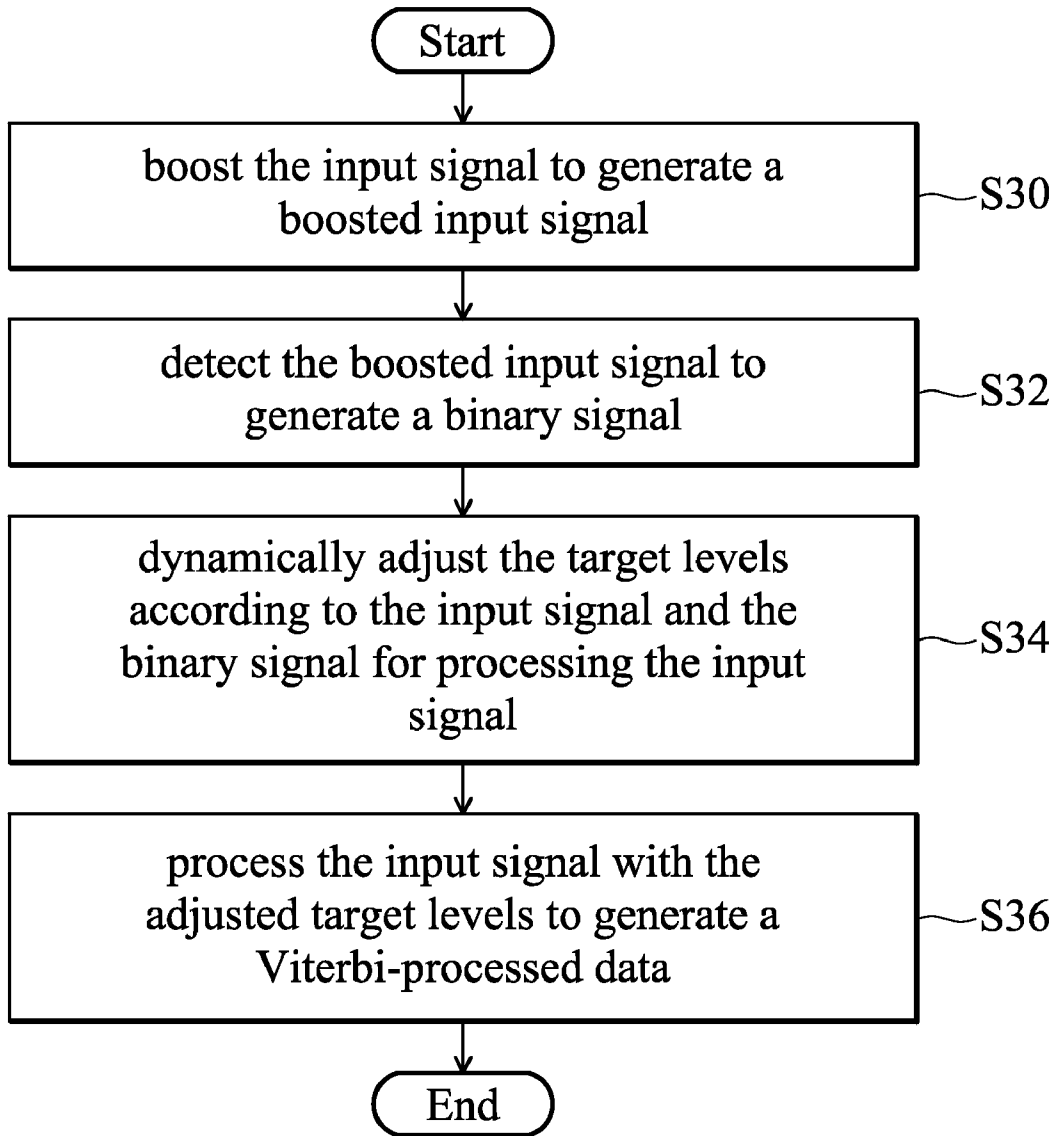 Start
boost the input signal to generate a
boosted input signal
S30
detect the boosted input signal to
generate a binary signal
S32
dynamically adjust the target levels
according to the input signal and the
binary signal for processing the input
signal
S34
process the input signal with the
adjusted target levels to generate a
Viterbi-processed data
S36
End